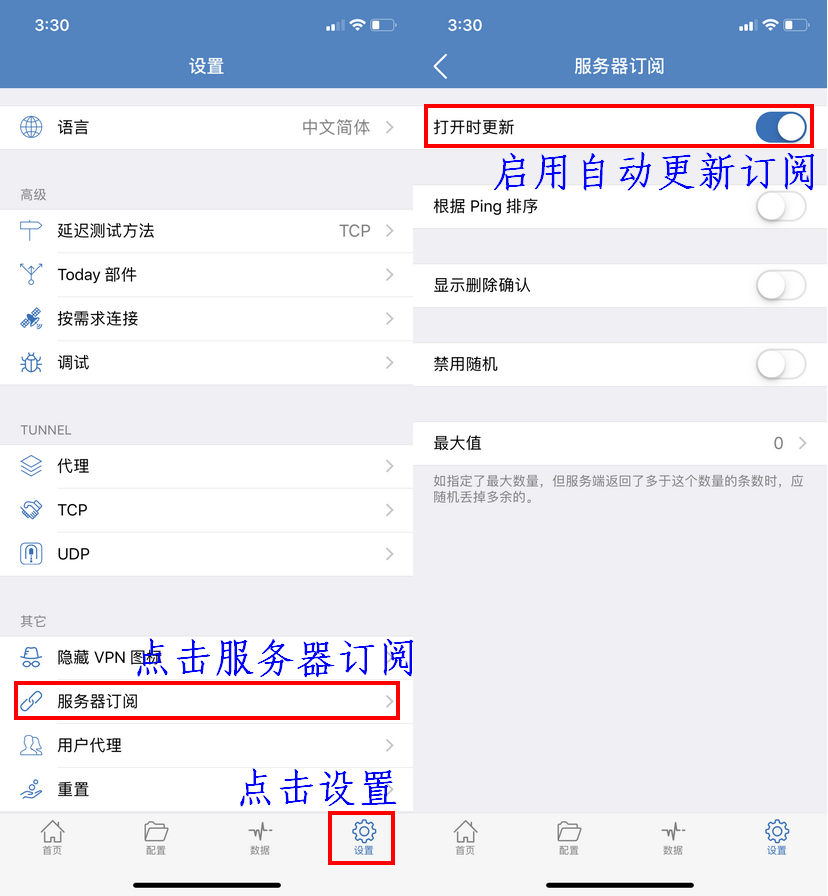 3:30
设置
语言
中文简体
高级
延迟测试方法
TCP
Today 部件
按需求连接
调试
TUNNEL
代理
TCP
UDP
其它
点击服务器订阅
隐藏 VPN 图标
服务器订阅
用户代理
点击设置
重置
首页
配置
数据
设置
3:30
服务器订阅
打开时更新
启用自动更新订阅
根据 Ping 排序
显示删除确认
禁用随机
最大值
0
如指定了最大数量，但服务端返回了多于这个数量的条数时，应
随机丢掉多余的。
首页
配置
数据
设置